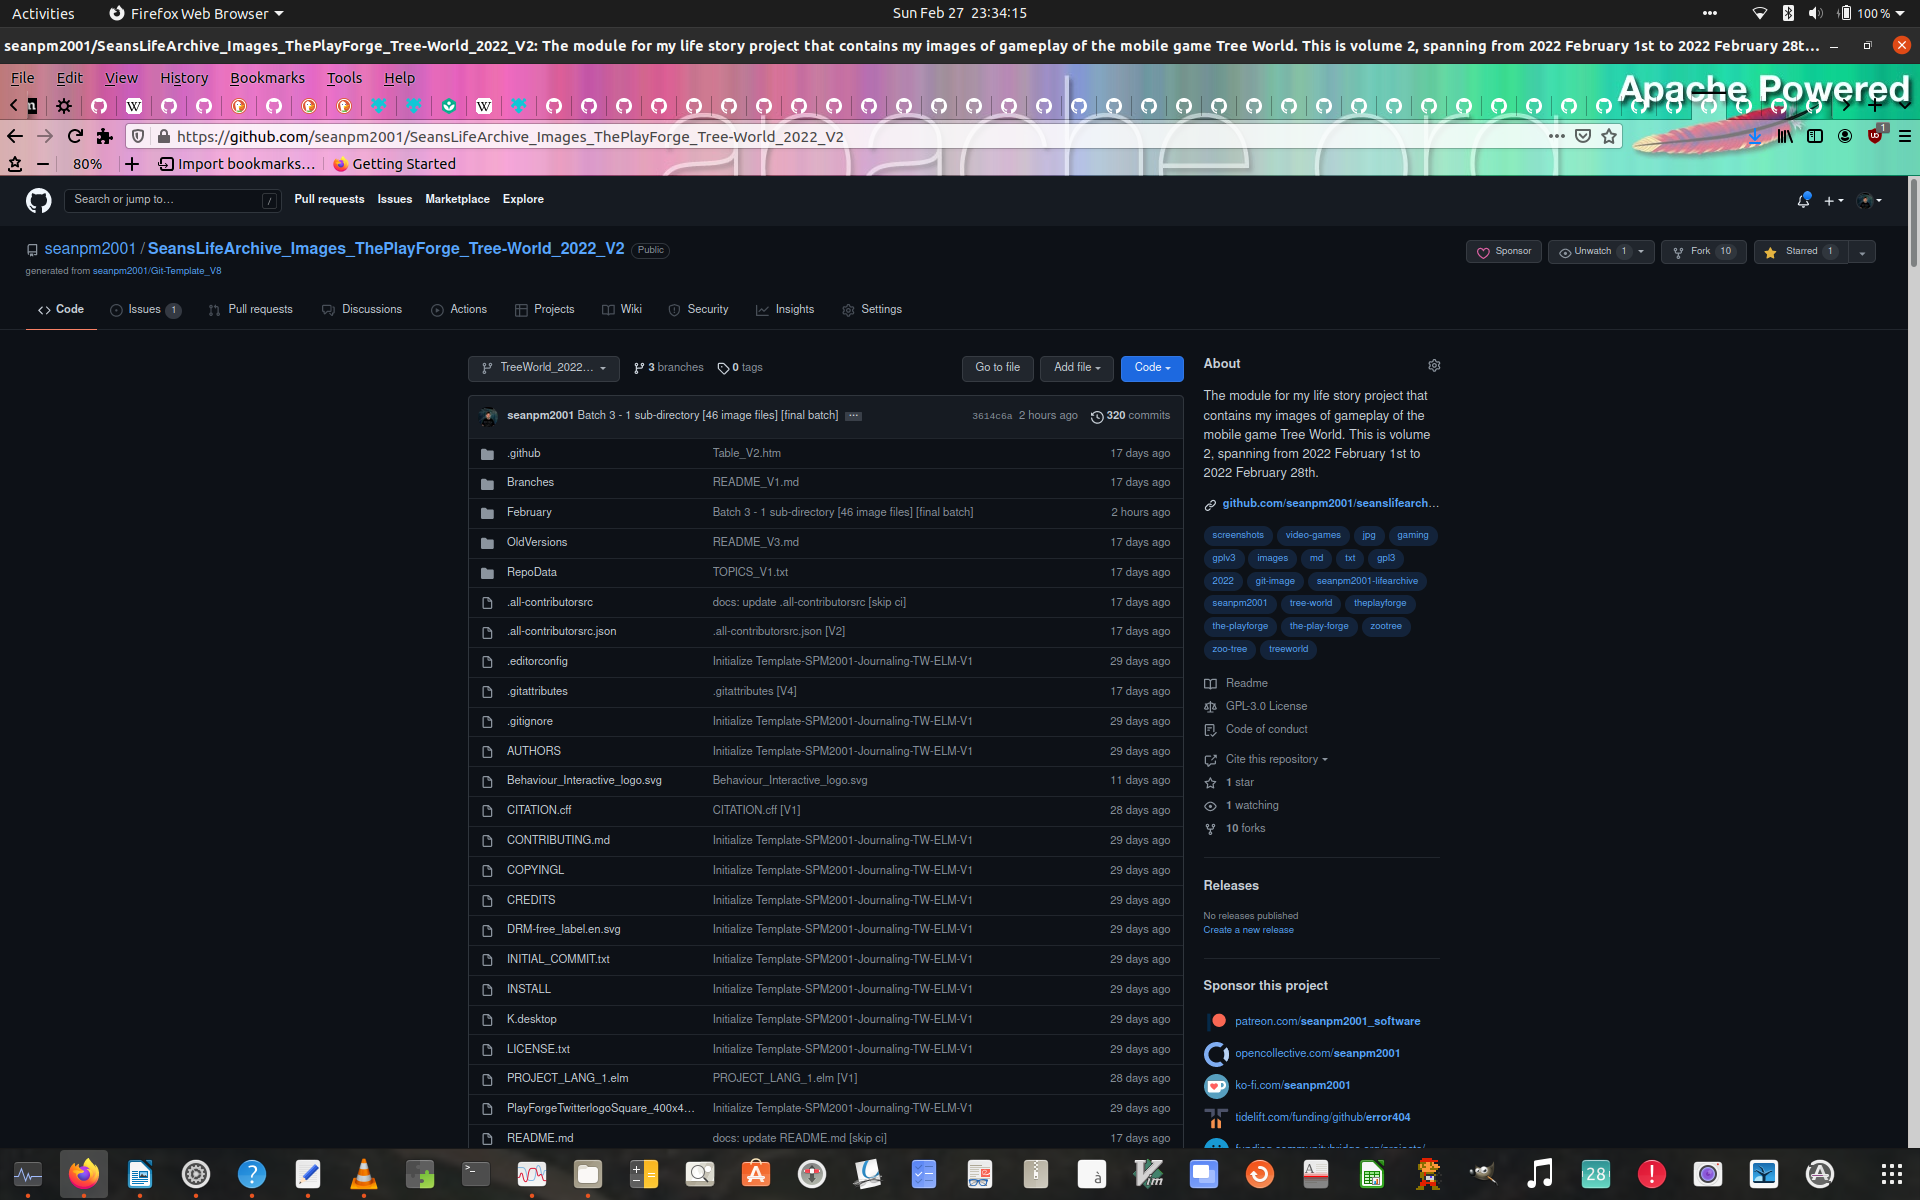 Activities
Firefox Web Browser
Sun Feb 27 23:34:15
100 %
seanpm2001/SeansLifeArchive_Images_ThePlayForge_Tree-World_2022_V2: The module for my life story project that contains my images of gameplay of the mobile game Tree World. This is volume 2, spanning from 2022 February 1st to 2022 February 28t…
File Edit View History Bookmarks Tools Help
Apache Powered
https://github.com/seanpm2001/SeansLifeArchive_Images_ThePlayForge_Tree-World_2022_V2
80%
Import bookmarks…
Getting Started
Search or jump to…
/
Pull requests Issues Marketplace Explore
seanpm2001 / SeansLifeArchive_Images_ThePlayForge_Tree-World_2022_V2 Public
generated from seanpm2001/Git-Template_V8
Sponsor
Unwatch 1
Fork 10
Starred 1
Code
Issues 1
Pull requests
Discussions
Actions
Projects
Wiki
Security
Insights
Settings
TreeWorld_2022…
3 branches
0 tags
Go to file
Add file
Code
seanpm2001 Batch 3 - 1 sub-directory [46 image files] [final batch] … 3614c6a 2 hours ago 320 commits
.github Table_V2.htm 17 days ago
Branches README_V1.md 17 days ago
February Batch 3 - 1 sub-directory [46 image files] [final batch] 2 hours ago
OldVersions README_V3.md 17 days ago
RepoData TOPICS_V1.txt 17 days ago
.all-contributorsrc docs: update .all-contributorsrc [skip ci] 17 days ago
.all-contributorsrc.json .all-contributorsrc.json [V2] 17 days ago
.editorconfig Initialize Template-SPM2001-Journaling-TW-ELM-V1 29 days ago
.gitattributes .gitattributes [V4] 17 days ago
.gitignore Initialize Template-SPM2001-Journaling-TW-ELM-V1 29 days ago
AUTHORS Initialize Template-SPM2001-Journaling-TW-ELM-V1 29 days ago
Behaviour_Interactive_logo.svg Behaviour_Interactive_logo.svg 11 days ago
CITATION.cff CITATION.cff [V1] 28 days ago
CONTRIBUTING.md Initialize Template-SPM2001-Journaling-TW-ELM-V1 29 days ago
COPYINGL Initialize Template-SPM2001-Journaling-TW-ELM-V1 29 days ago
CREDITS Initialize Template-SPM2001-Journaling-TW-ELM-V1 29 days ago
DRM-free_label.en.svg Initialize Template-SPM2001-Journaling-TW-ELM-V1 29 days ago
INITIAL_COMMIT.txt Initialize Template-SPM2001-Journaling-TW-ELM-V1 29 days ago
INSTALL Initialize Template-SPM2001-Journaling-TW-ELM-V1 29 days ago
K.desktop Initialize Template-SPM2001-Journaling-TW-ELM-V1 29 days ago
LICENSE.txt Initialize Template-SPM2001-Journaling-TW-ELM-V1 29 days ago
PROJECT_LANG_1.elm PROJECT_LANG_1.elm [V1] 28 days ago
PlayForgeTwitterlogoSquare_400x4… Initialize Template-SPM2001-Journaling-TW-ELM-V1 29 days ago
README.md docs: update README.md [skip ci] 17 days ago
About
The module for my life story project that
contains my images of gameplay of the
mobile game Tree World. This is volume
2, spanning from 2022 February 1st to
2022 February 28th.
github.com/seanpm2001/seanslifearch…
screenshots video-games jpg gaming
gplv3 images md txt gpl3
2022 git-image seanpm2001-lifearchive
seanpm2001 tree-world theplayforge
the-playforge the-play-forge zootree
zoo-tree treeworld
Readme
GPL-3.0 License
Code of conduct
Cite this repository
1 star
1 watching
10 forks
Releases
No releases published
Create a new release
Sponsor this project
patreon.com/seanpm2001_software
opencollective.com/seanpm2001
ko-fi.com/seanpm2001
tidelift.com/funding/github/error404
28